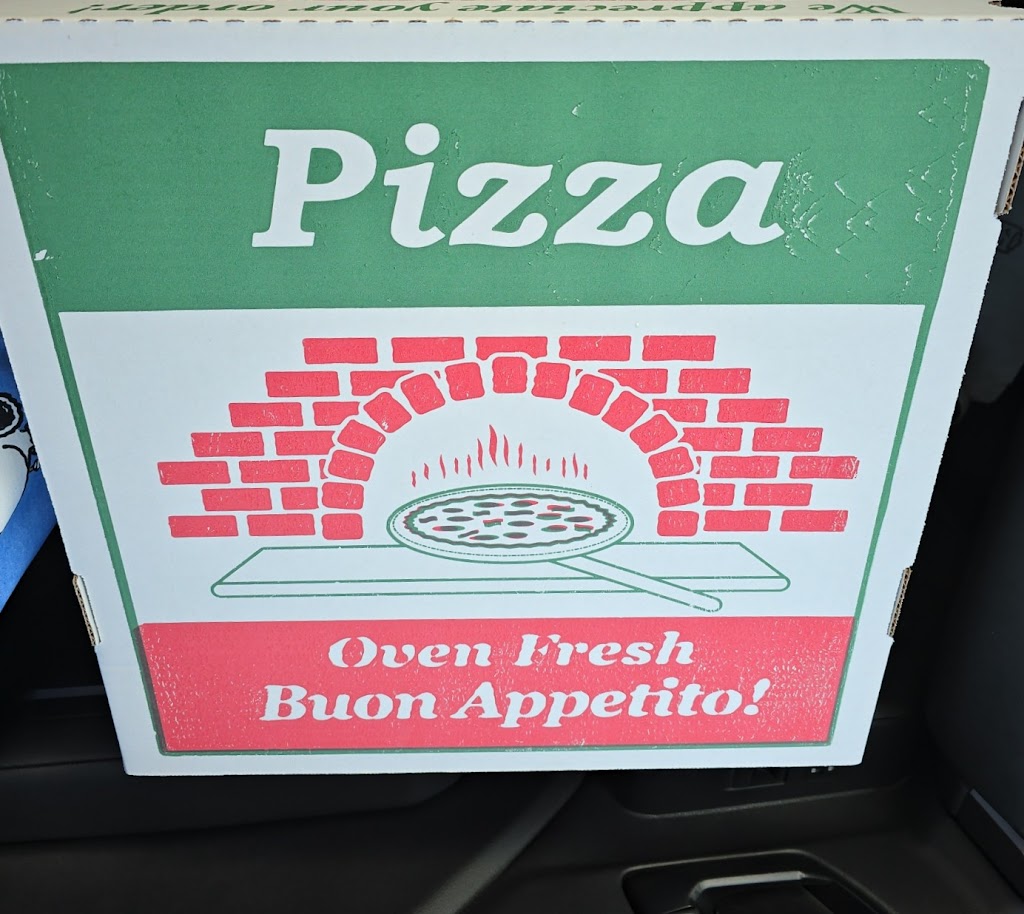 We appreciate your order!
Pizza
Oven Fresh
Buon Appetito!